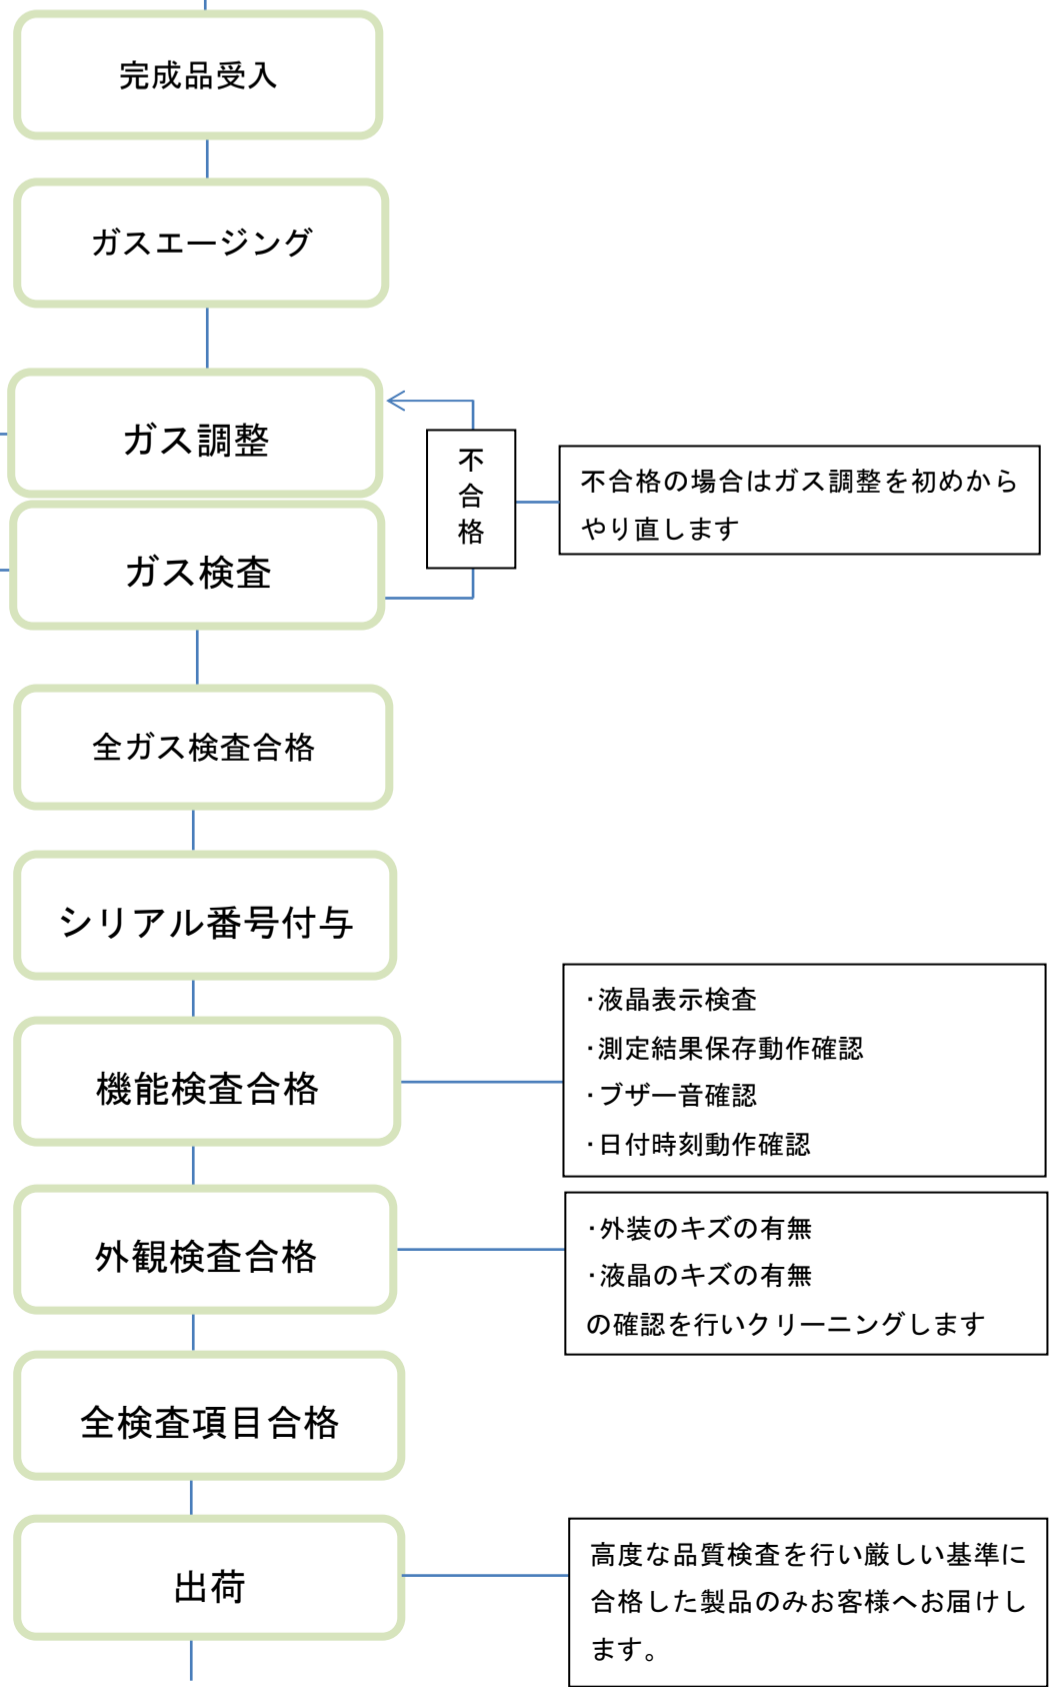 完成品受入
ガスエージング
ガス調整
不合格
不合格の場合はガス調整を初めから
やり直します
ガス検査
全ガス検査合格
シリアル番号付与
機能検査合格
・液晶表示検査
・測定結果保存動作確認
・ブザー音確認
・日付時刻動作確認
外観検査合格
・外装のキズの有無
・液晶のキズの有無
の確認を行いクリーニングします
全検査項目合格
出荷
高度な品質検査を行い厳しい基準に
合格した製品のみお客様へお届けし
ます。